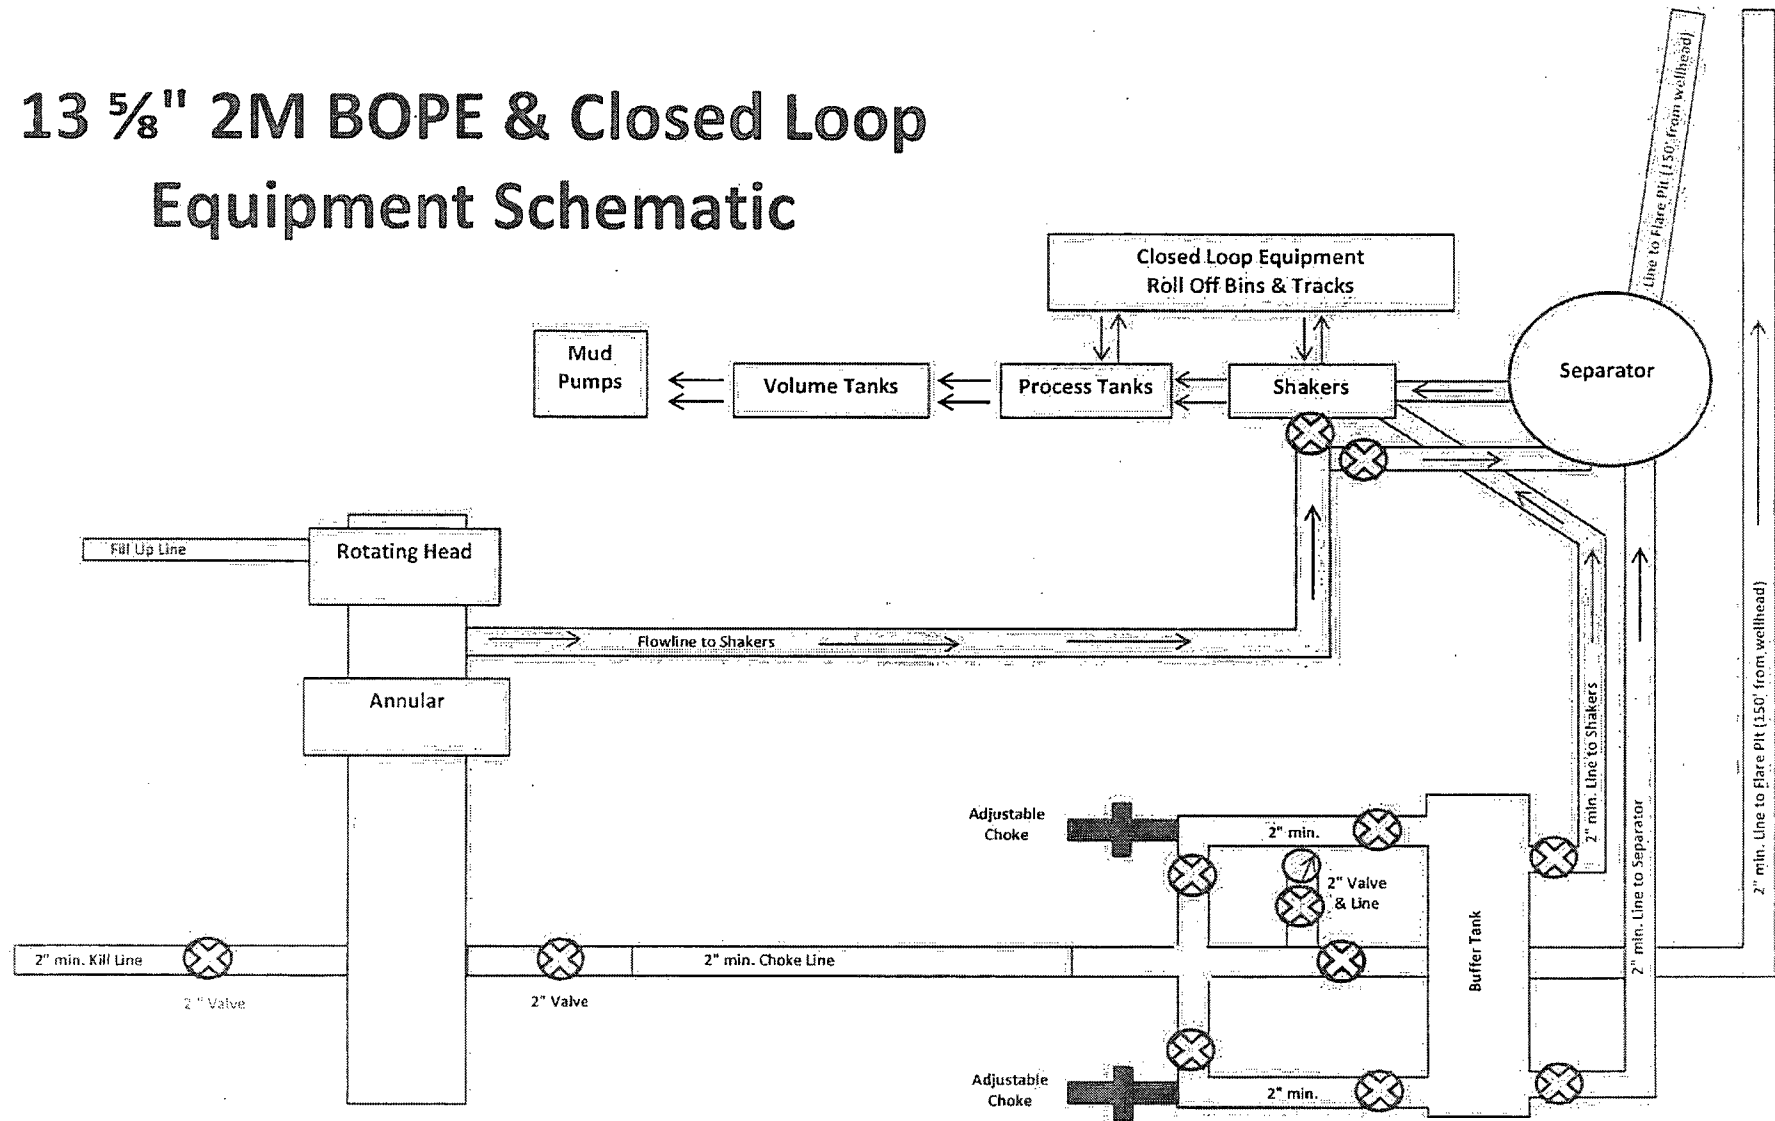 13 ⅝" 2M BOPE & Closed Loop
Equipment Schematic
Line to Flare Pit (150' from wellhead)
Closed Loop Equipment
Roll Off Bins & Tracks
Mud
Pumps
Volume Tanks
Process Tanks
Shakers
Separator
Fill Up Line
Rotating Head
Flowline to Shakers
Annular
2" min. Line to Shakers
2" min. Line to Separator
2" min. Line to Flare Pit (150' from wellhead)
Adjustable
Choke
2" min.
2" Valve
& Line
2" min. Kill Line
2" Valve
2" min. Choke Line
2" Valve
Buffer Tank
Adjustable
Choke
2" min.